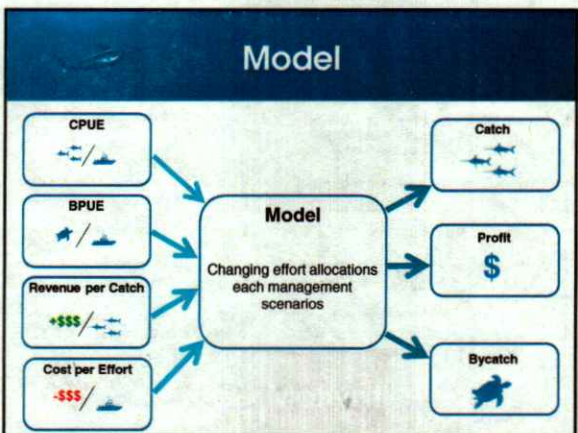 Model
CPUE
/
BPUE
/
Revenue per Catch
+$$$/
Cost per Effort
-$$$/
Model
Changing effort allocations
each management
scenarios
Catch
Profit
$
Bycatch